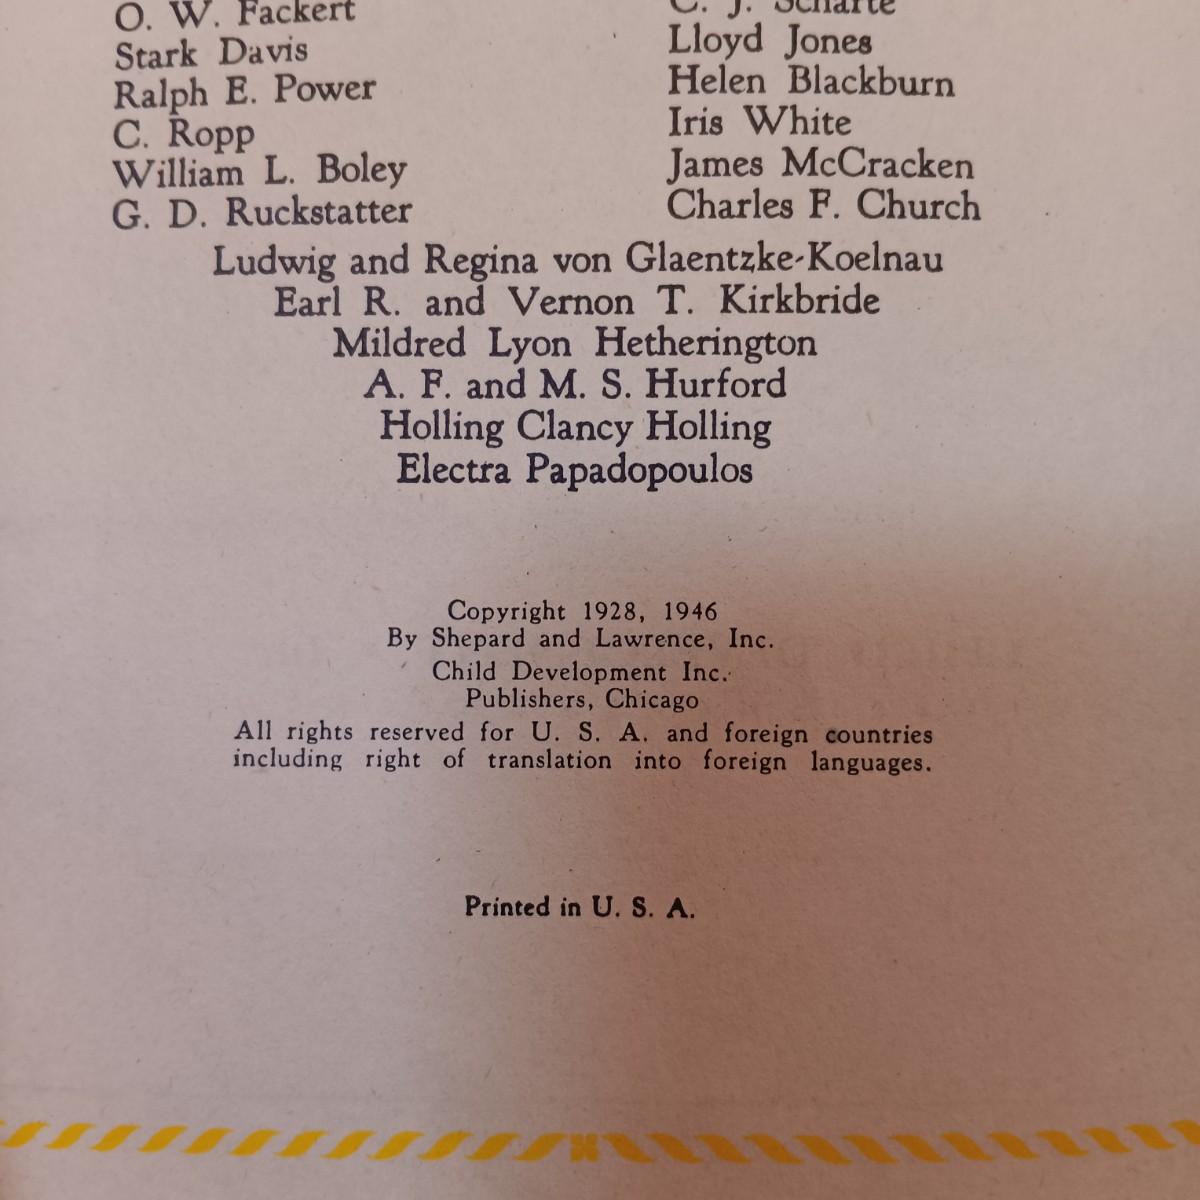 O. W. Fackert
Stark Davis
Ralph E. Power
C. Ropp
William L. Boley
G. D. Ruckstatter
C. J. Scharle
Lloyd Jones
Helen Blackburn
Iris White
James McCracken
Charles F. Church
Ludwig and Regina von Glaentzke-Koelnau
Earl R. and Vernon T. Kirkbride
Mildred Lyon Hetherington
A. F. and M. S. Hurford
Holling Clancy Holling
Electra Papadopoulos
Copyright 1928, 1946
By Shepard and Lawrence, Inc.
Child Development Inc.
Publishers, Chicago
All rights reserved for U. S. A. and foreign countries
including right of translation into foreign languages.
Printed in U. S. A.